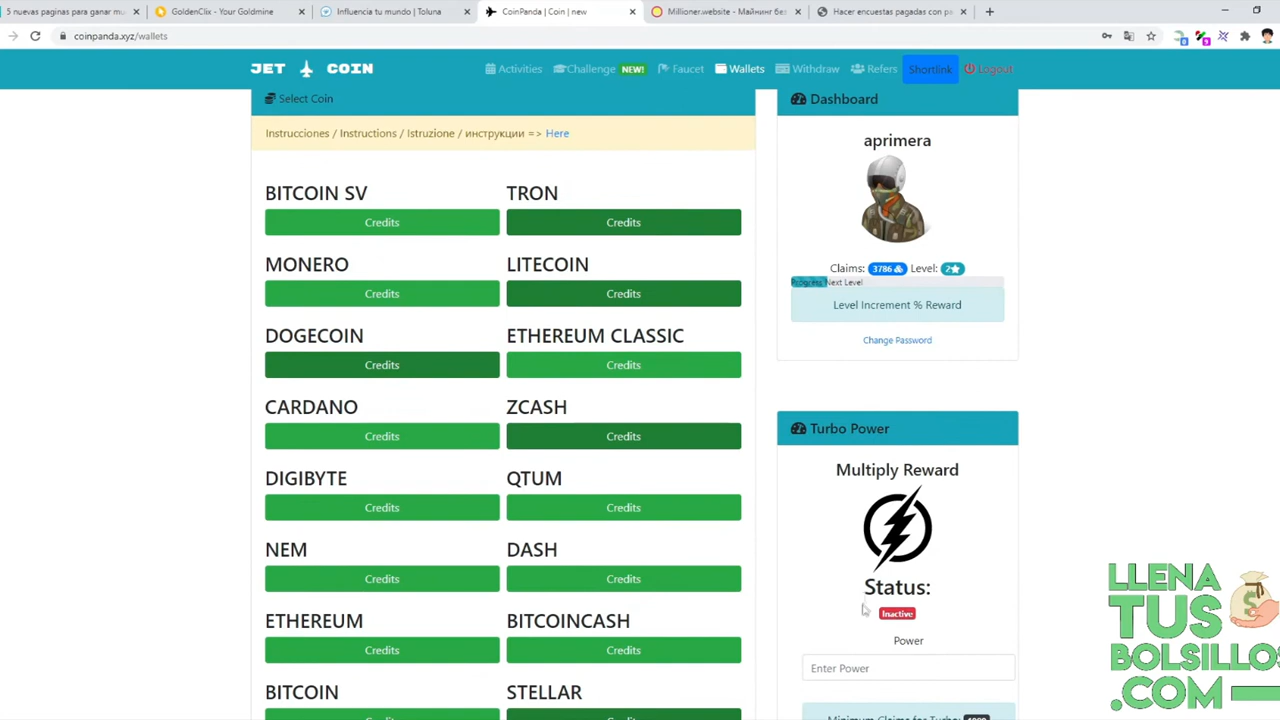 5 nuevas paginas para ganar mu
GoldenClix - Your Goldmine
Influencia tu mundo | Toluna
CoinPanda | Coin | new
Millioner.website - Майнинг без
Hacer encuestas pagadas con pa
coinpanda.xyz/wallets
JET COIN
Activities
Challenge NEW!
Faucet
Wallets
Withdraw
Refers
Shortlink
Logout
Select Coin
Instrucciones / Instructions / Istruzione / инструкции => Here
BITCOIN SV
Credits
TRON
Credits
MONERO
Credits
LITECOIN
Credits
DOGECOIN
Credits
ETHEREUM CLASSIC
Credits
CARDANO
Credits
ZCASH
Credits
DIGIBYTE
Credits
QTUM
Credits
NEM
Credits
DASH
Credits
ETHEREUM
Credits
BITCOINCASH
Credits
BITCOIN
STELLAR
Credits
Dashboard
aprimera
Claims: 3786 Level: 2
Progress Next Level
Level Increment % Reward
Change Password
Turbo Power
Multiply Reward
Status:
Inactive
Power
Enter Power
Minimum Claims for Turbo:
LLENA
TUS
BOLSILLOS
.COM